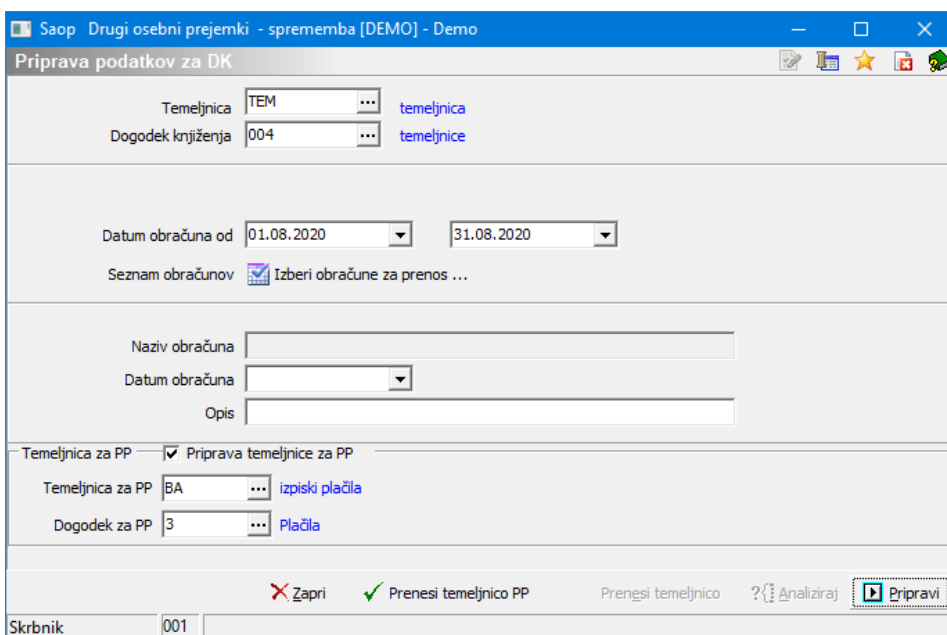 Saop Drugi osebni prejemki - sprememba [DEMO] - Demo
Priprava podatkov za DK
Temeljnica TEM ... temeljnica
Dogodek knjiženja 004 ... temeljnice
Datum obračuna od 01.08.2020 31.08.2020
Seznam obračunov Izberi obračune za prenos ...
Naziv obračuna
Datum obračuna
Opis
Temeljnica za PP Priprava temeljnice za PP
Temeljnica za PP BA ... izpiski plačila
Dogodek za PP 3 ... Plačila
Zapri Prenesi temeljnico PP Prenesi temeljnico ?{ Analiziraj Pripravi
Skrbnik 001